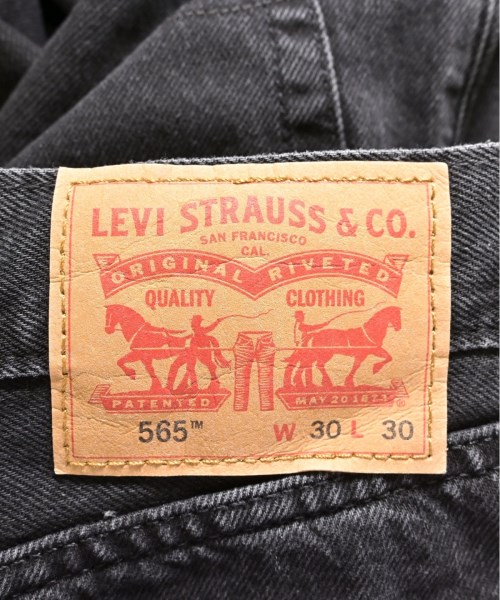 LEVI STRAUSS & CO.
SAN FRANCISCO
CAL.
ORIGINAL RIVETED
QUALITY CLOTHING
PATENTED MAY 20 1873
®
565™ W 30 L 30